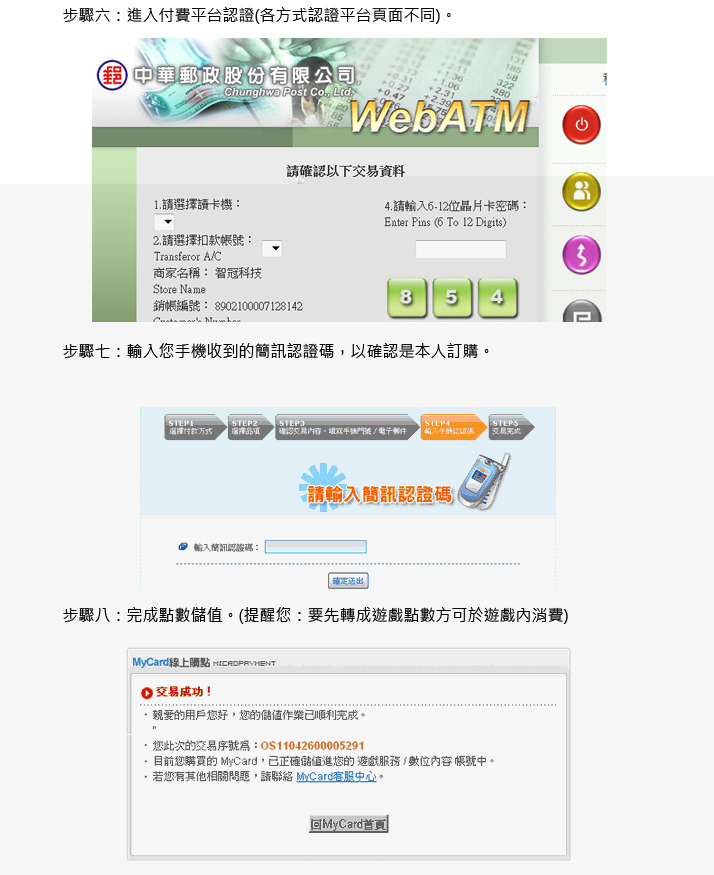 步驟六：進入付費平台認證(各方式認證平台頁面不同)。
中華郵政股份有限公司
Chunghwa Post Co., Ltd.
WebATM
請確認以下交易資料
1.請選擇讀卡機：
2.請選擇扣款帳號：
Transferor A/C
商家名稱： 智冠科技
Store Name
銷帳編號： 8902100007128142
Customer's Number
4.請輸入6-12位晶片卡密碼：
Enter Pins (6 To 12 Digits)
8 5 4
步驟七：輸入您手機收到的簡訊認證碼，以確認是本人訂購。
STEP1
選擇付款方式
STEP2
選擇品項
STEP3
確認交易內容，填寫手機門號 / 電子郵件
STEP4
輸入手機認證碼
STEP5
交易完成
請輸入簡訊認證碼
輸入簡訊認證碼：
確定送出
步驟八：完成點數儲值。(提醒您：要先轉成遊戲點數方可於遊戲內消費)
MyCard線上購點 MICROPAYMENT
交易成功！
・親愛的用戶您好，您的儲值作業已順利完成。
"
・您此次的交易序號為：OS11042600005291
・目前您購買的 MyCard，已正確儲值進您的 遊戲服務 / 數位內容 帳號中。
・若您有其他相關問題，請聯絡 MyCard客服中心。
回MyCard首頁